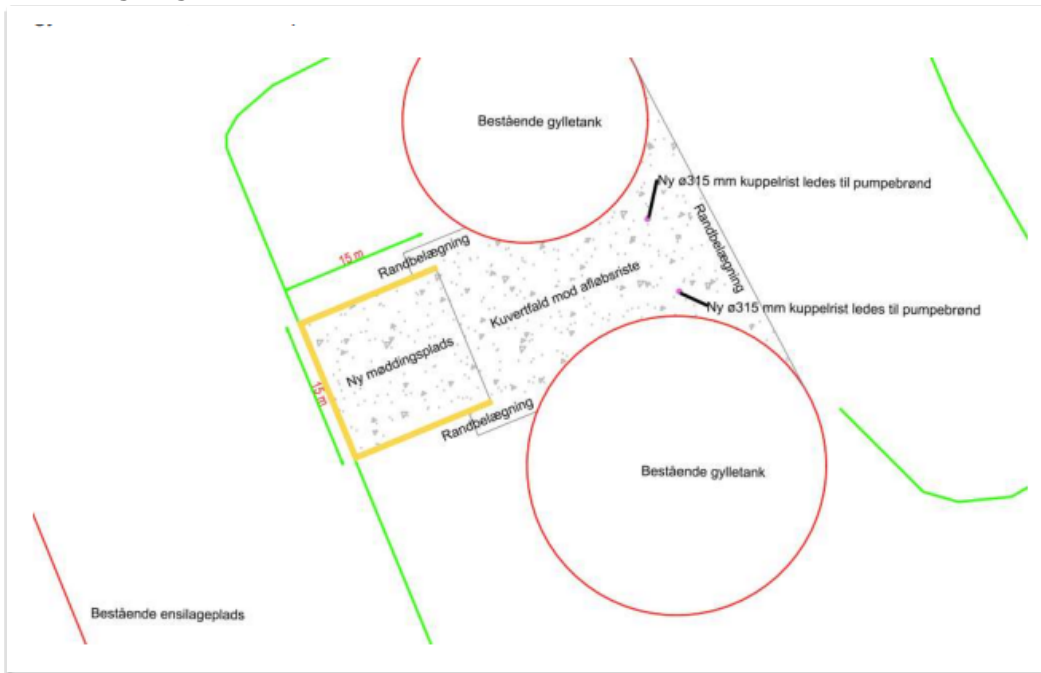 Bestående gylletank
Ny ø315 mm kuppelrist ledes til pumpebrønd
Randbelægning
15 m
Randbelægning
Kuvertfald mod afløbsriste
Ny ø315 mm kuppelrist ledes til pumpebrønd
Ny møddingsplads
15 m
Randbelægning
Bestående gylletank
Bestående ensilageplads